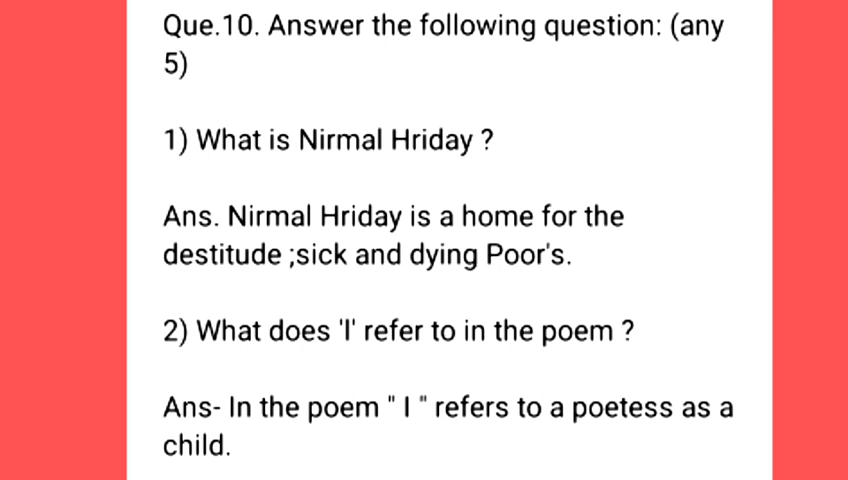 Que.10. Answer the following question: (any
5)
1) What is Nirmal Hriday ?
Ans. Nirmal Hriday is a home for the
destitude ;sick and dying Poor's.
2) What does 'I' refer to in the poem ?
Ans- In the poem " I " refers to a poetess as a
child.